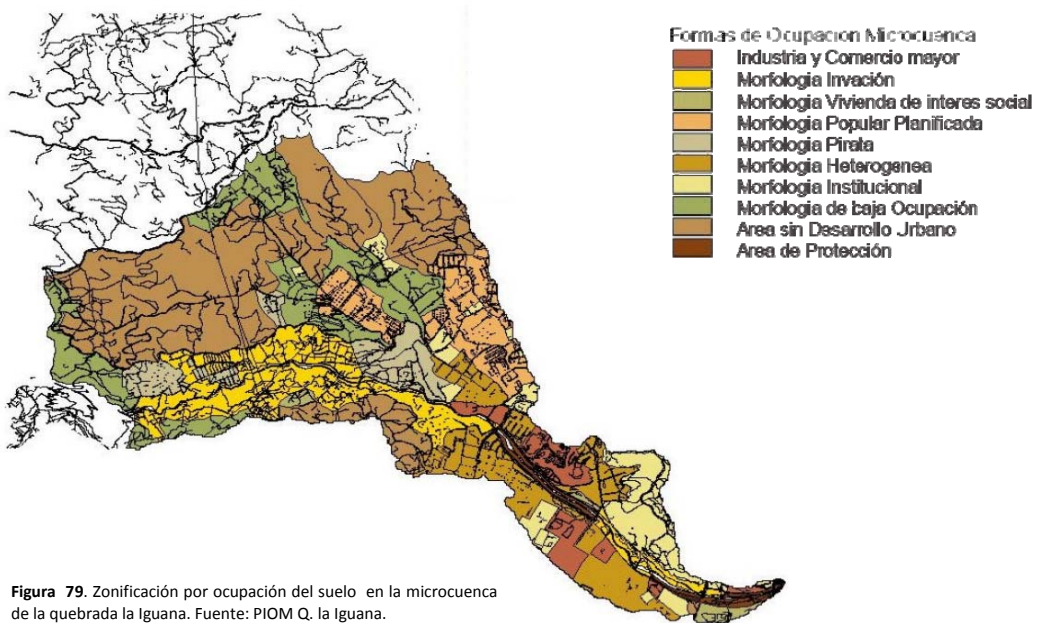 Formas de Ocupacion Microcuenca
Industria y Comercio mayor
Morfologia Invación
Morfologia Vivienda de interes social
Morfologia Popular Planificada
Morfologia Pirata
Morfologia Heterogenea
Morfologia Institucional
Morfologia de baja Ocupación
Area sin Desarrollo Urbano
Area de Protección
Figura 79. Zonificación por ocupación del suelo en la microcuenca
de la quebrada la Iguana. Fuente: PIOM Q. la Iguana.